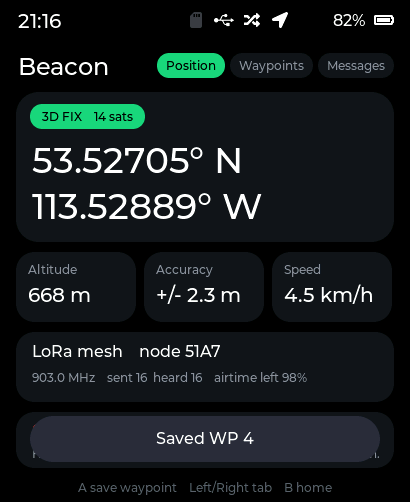 21:16 82%
Beacon Position Waypoints Messages
3D FIX 14 sats
53.52705° N
113.52889° W
Altitude Accuracy Speed
668 m +/- 2.3 m 4.5 km/h
LoRa mesh node 51A7
903.0 MHz sent 16 heard 16 airtime left 98%
Saved WP 4
A save waypoint Left/Right tab B home